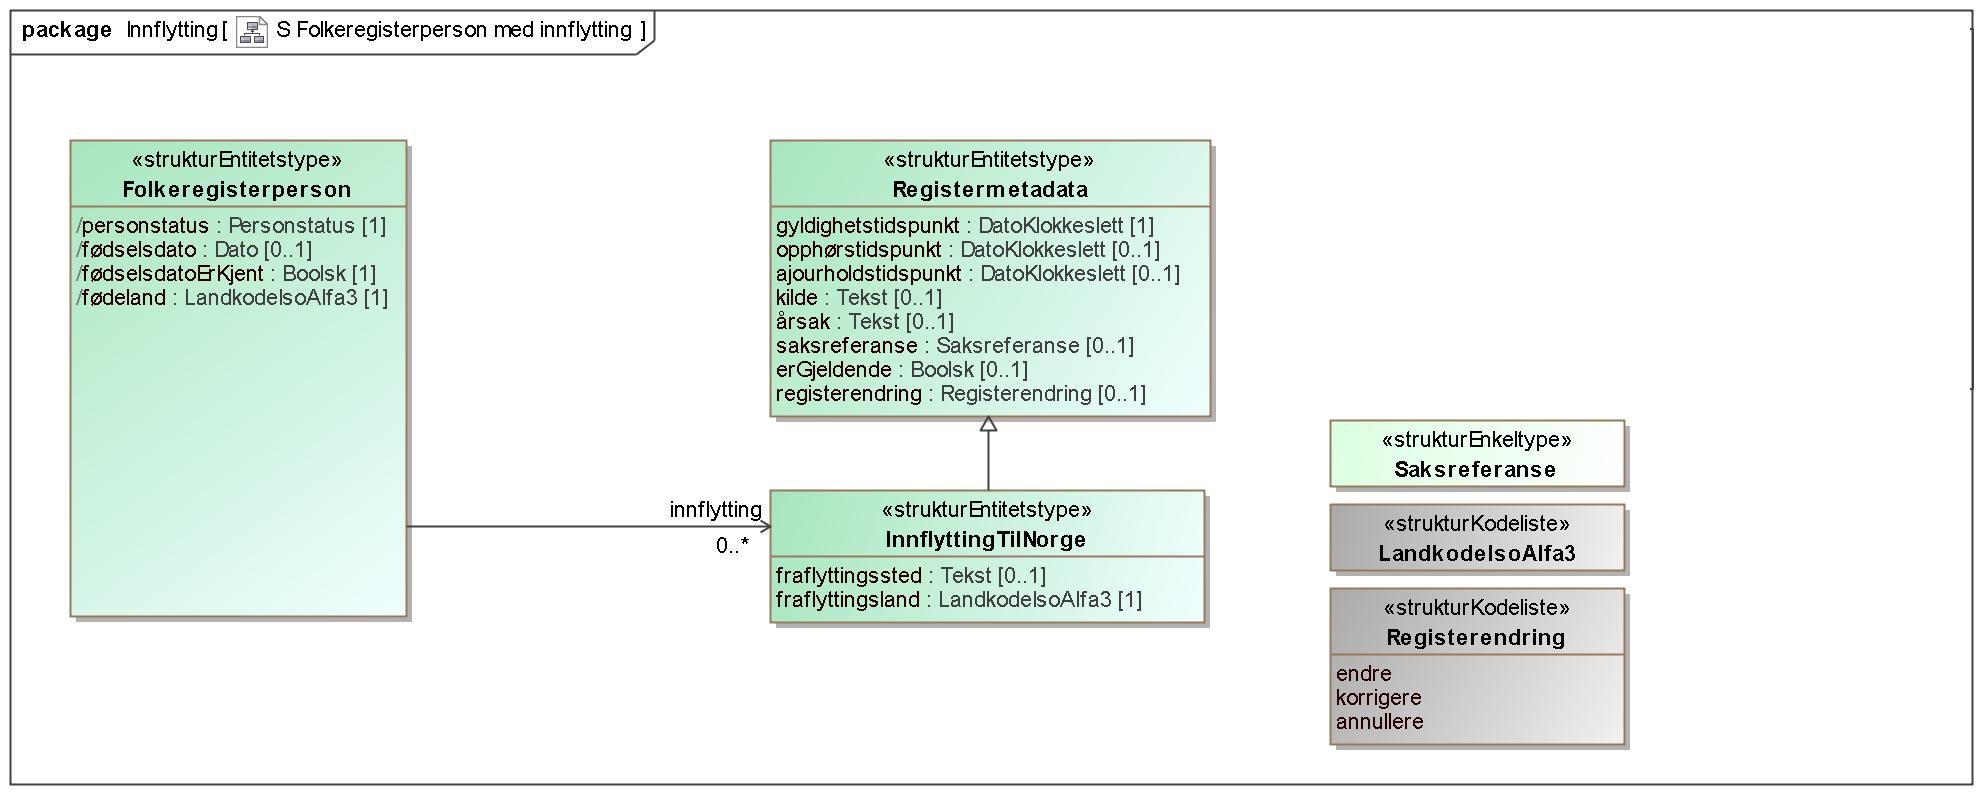 package Innflytting [ S Folkeregisterperson med innflytting ]
«strukturEntitetstype»
Folkeregisterperson
/personstatus : Personstatus [1]
/fødselsdato : Dato [0..1]
/fødselsdatoErKjent : Boolsk [1]
/fødeland : LandkodeIsoAlfa3 [1]
«strukturEntitetstype»
Registermetadata
gyldighetstidspunkt : DatoKlokkeslett [1]
opphørstidspunkt : DatoKlokkeslett [0..1]
ajourholdstidspunkt : DatoKlokkeslett [0..1]
kilde : Tekst [0..1]
årsak : Tekst [0..1]
saksreferanse : Saksreferanse [0..1]
erGjeldende : Boolsk [0..1]
registerendring : Registerendring [0..1]
innflytting
0..*
«strukturEntitetstype»
InnflyttingTilNorge
fraflyttingssted : Tekst [0..1]
fraflyttingsland : LandkodeIsoAlfa3 [1]
«strukturEnkeltype»
Saksreferanse
«strukturKodeliste»
LandkodeIsoAlfa3
«strukturKodeliste»
Registerendring
endre
korrigere
annullere